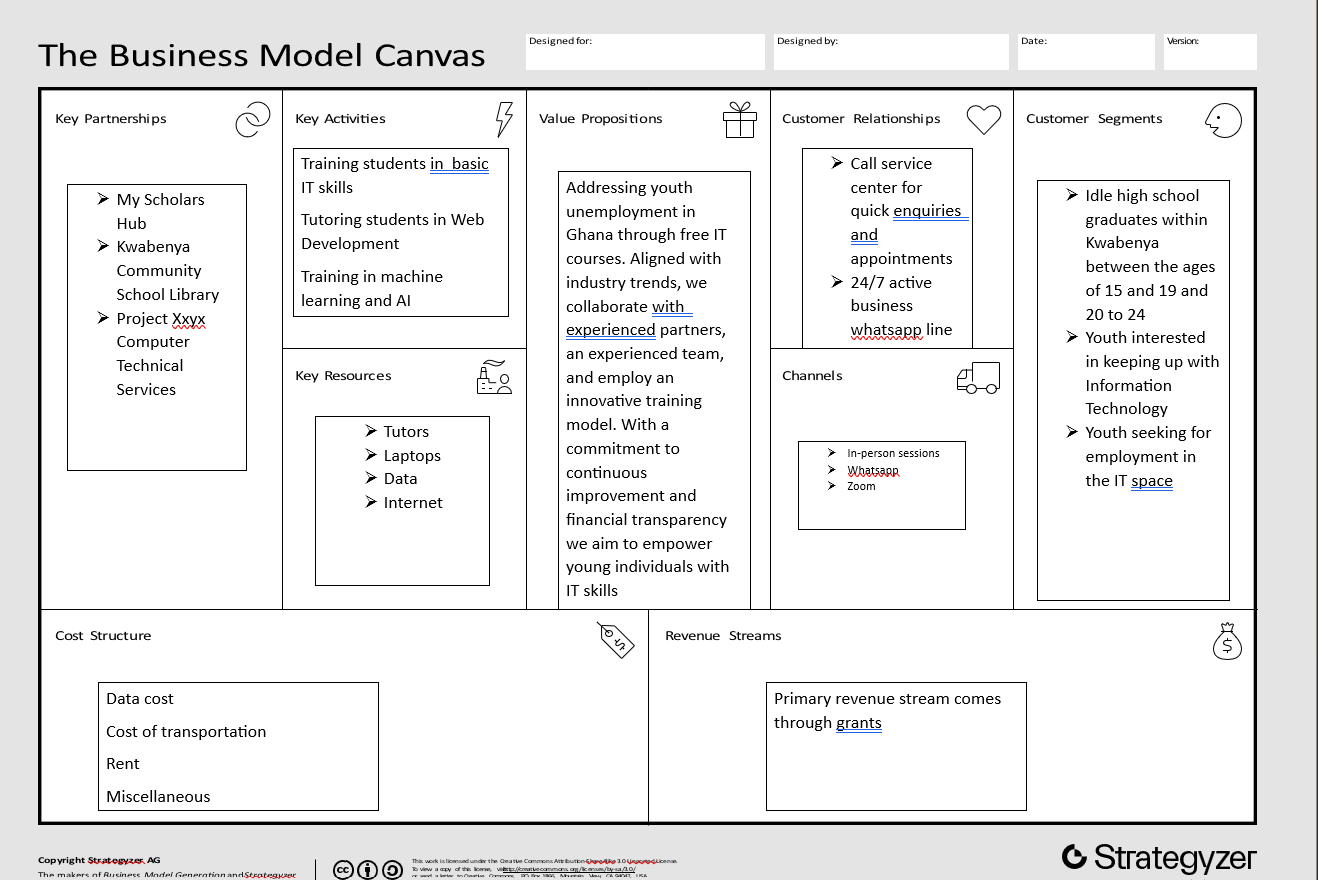 The Business Model Canvas
Designed for:
Designed by:
Date:
Version:
Key Partnerships
➢ My Scholars
Hub
➢ Kwabenya
Community
School Library
➢ Project Xxyx
Computer
Technical
Services
Key Activities
Training students in basic
IT skills
Tutoring students in Web
Development
Training in machine
learning and AI
Key Resources
➢ Tutors
➢ Laptops
➢ Data
➢ Internet
Value Propositions
Addressing youth
unemployment in
Ghana through free IT
courses. Aligned with
industry trends, we
collaborate with
experienced partners,
an experienced team,
and employ an
innovative training
model. With a
commitment to
continuous
improvement and
financial transparency
we aim to empower
young individuals with
IT skills
Customer Relationships
➢ Call service
center for
quick enquiries
and
appointments
➢ 24/7 active
business
whatsapp line
Channels
➢ In-person sessions
➢ Whatsapp
➢ Zoom
Customer Segments
➢ Idle high school
graduates within
Kwabenya
between the ages
of 15 and 19 and
20 to 24
➢ Youth interested
in keeping up with
Information
Technology
➢ Youth seeking for
employment in
the IT space
Cost Structure
Data cost
Cost of transportation
Rent
Miscellaneous
Revenue Streams
Primary revenue stream comes
through grants
Copyright Strategyzer AG
The makers of Business Model Generation and Strategyzer
This work is licensed under the Creative Commons Attribution-Share Alike 3.0 Unported License.
To view a copy of this license, visit: http://creativecommons.org/licenses/by-sa/3.0/
or send a letter to Creative Commons,
Strategyzer